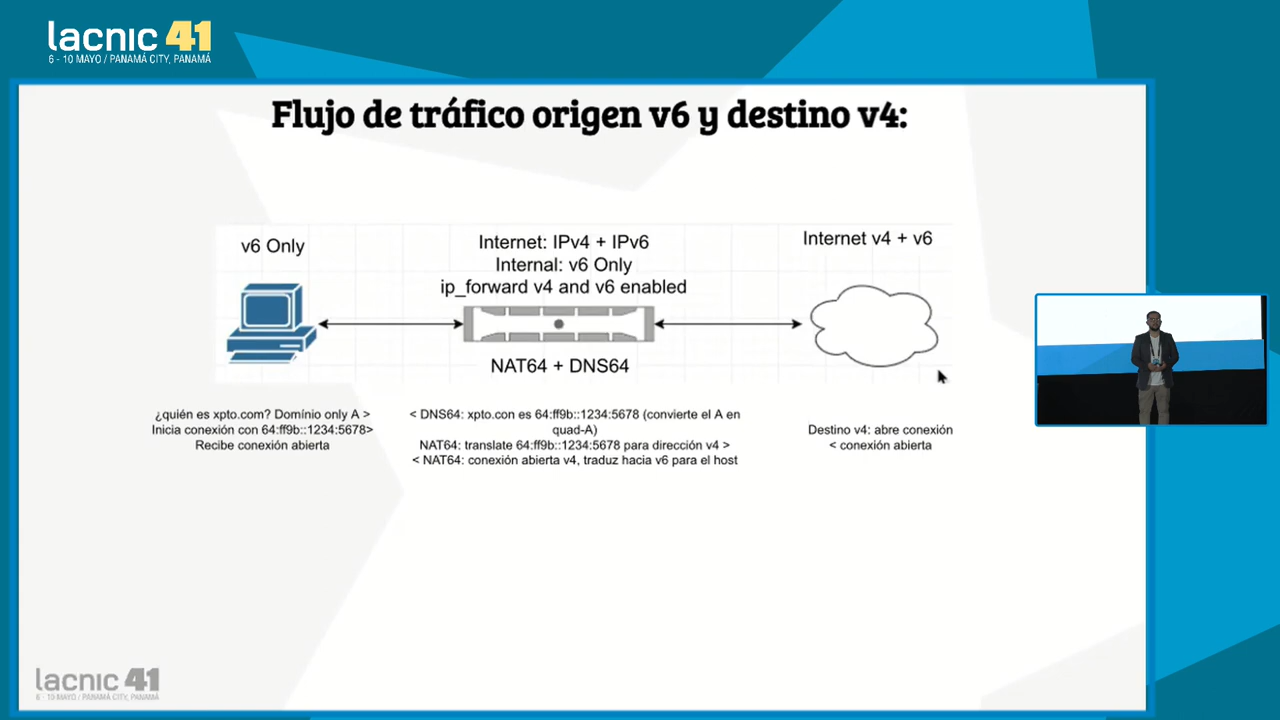 lacnic 41
6 - 10 MAYO / PANAMÁ CITY, PANAMÁ
Flujo de tráfico origen v6 y destino v4:
v6 Only
Internet: IPv4 + IPv6
Internal: v6 Only
ip_forward v4 and v6 enabled
Internet v4 + v6
NAT64 + DNS64
¿quién es xpto.com? Domínio only A >
Inicia conexión con 64:ff9b::1234:5678>
Recibe conexión abierta
< DNS64: xpto.con es 64:ff9b::1234:5678 (convierte el A en
quad-A)
NAT64: translate 64:ff9b::1234:5678 para dirección v4 >
< NAT64: conexión abierta v4, traduz hacia v6 para el host
Destino v4: abre conexión
< conexión abierta
lacnic 41
6 - 10 MAYO / PANAMÁ CITY, PANAMÁ